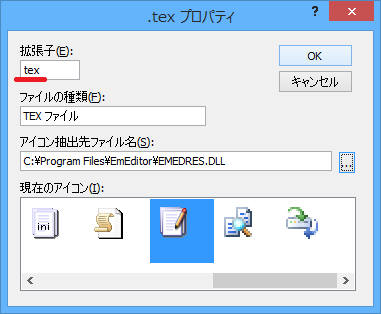 .tex プロパティ
?
拡張子(E):
tex
OK
キャンセル
ファイルの種類(F):
TEX ファイル
アイコン抽出先ファイル名(S):
C:¥Program Files¥EmEditor¥EMEDRES.DLL
...
現在のアイコン(I):
ini